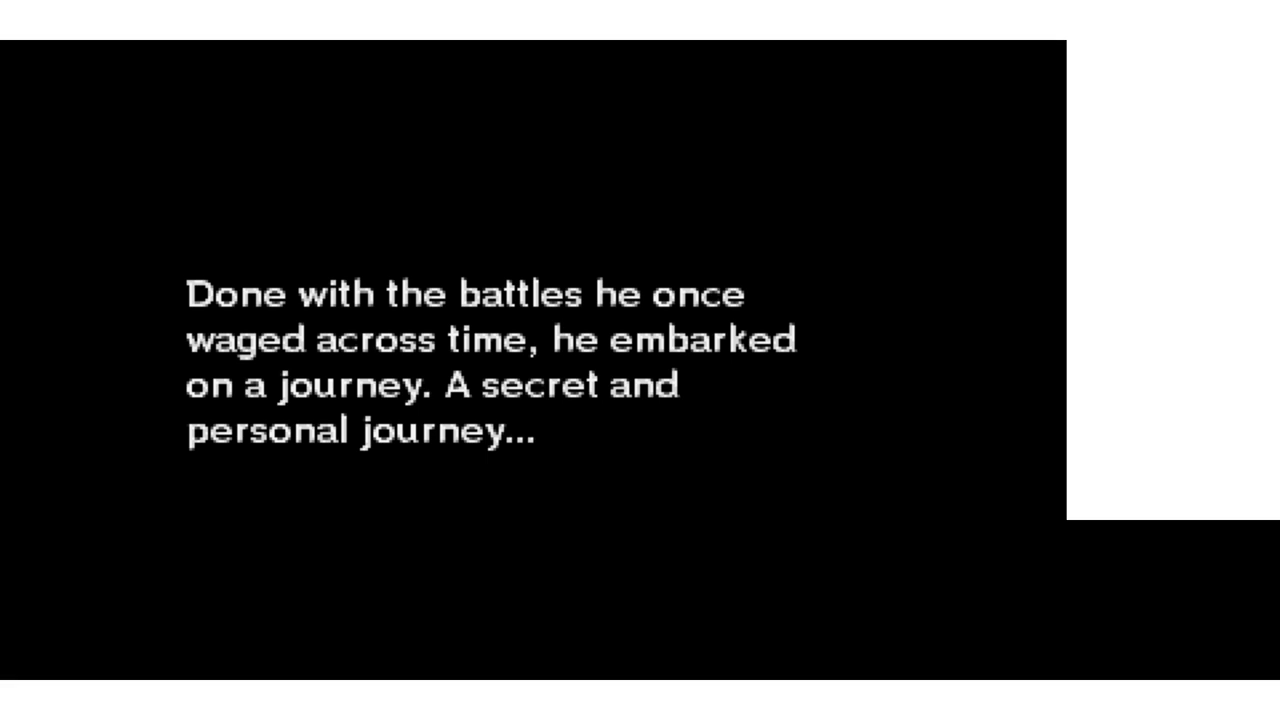 Done with the battles he once
waged across time, he embarked
on a journey. A secret and
personal journey...